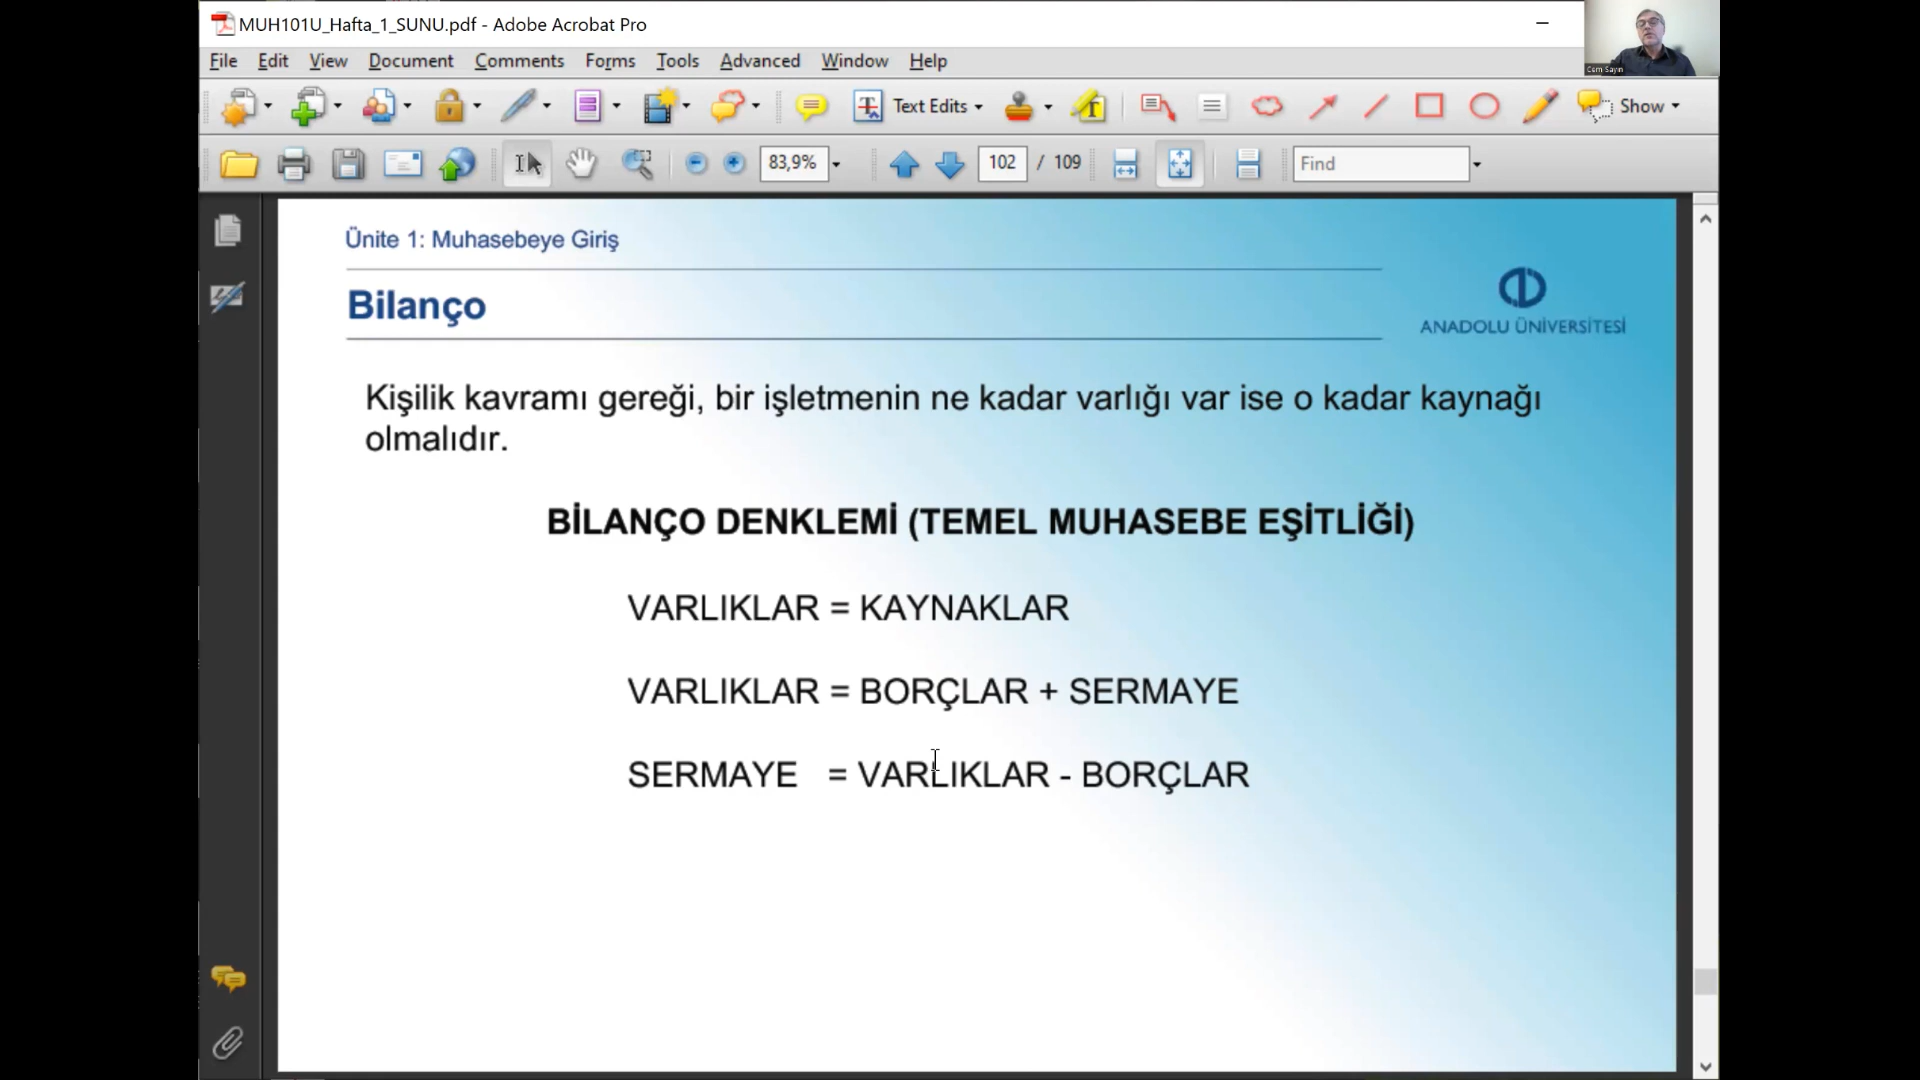 MUH101U_Hafta_1_SUNU.pdf - Adobe Acrobat Pro
File Edit View Document Comments Forms Tools Advanced Window Help
Text Edits Show
83,9% 102 / 109 Find
Cem Sayın
Ünite 1: Muhasebeye Giriş
Bilanço
ANADOLU ÜNİVERSİTESİ
Kişilik kavramı gereği, bir işletmenin ne kadar varlığı var ise o kadar kaynağı
olmalıdır.
BİLANÇO DENKLEMİ (TEMEL MUHASEBE EŞİTLİĞİ)
VARLIKLAR = KAYNAKLAR
VARLIKLAR = BORÇLAR + SERMAYE
SERMAYE = VARLIKLAR - BORÇLAR